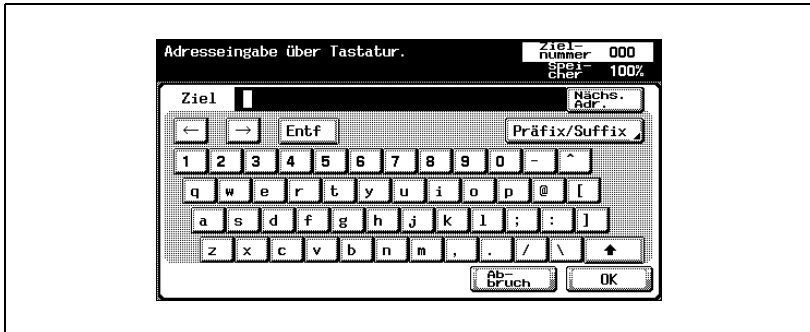 Adresseingabe über Tastatur.
Ziel-
nummer 000
Spei-
cher 100%
Ziel
Nächs.
Adr.
← → Entf Präfix/Suffix
1 2 3 4 5 6 7 8 9 0 - ^
q w e r t y u i o p @ [
a s d f g h j k l ; : ]
z x c v b n m , . / \ ↑
Ab-
bruch
OK